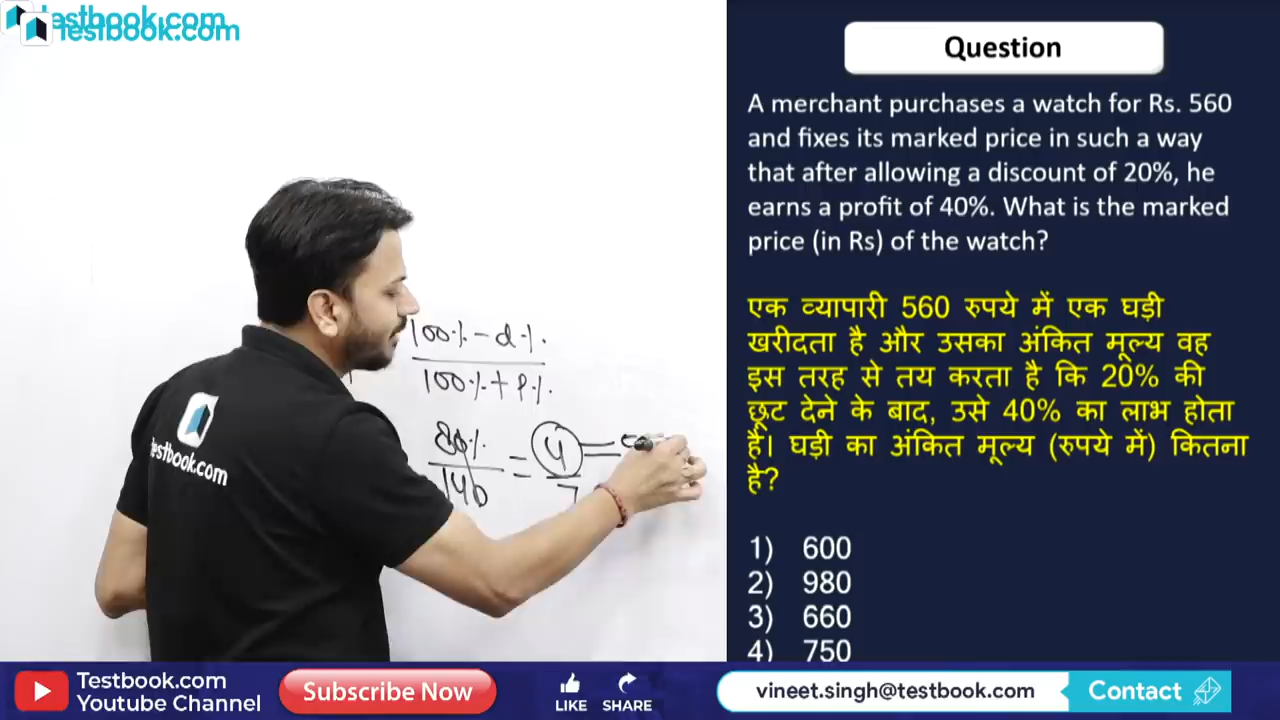 testbook.com
testbook.com
Question
A merchant purchases a watch for Rs. 560
and fixes its marked price in such a way
that after allowing a discount of 20%, he
earns a profit of 40%. What is the marked
price (in Rs) of the watch?
एक व्यापारी 560 रुपये में एक घड़ी
खरीदता है और उसका अंकित मूल्य वह
इस तरह से तय करता है कि 20% की
छूट देने के बाद, उसे 40% का लाभ होता
है। घड़ी का अंकित मूल्य (रुपये में) कितना
है?
1) 600
2) 980
3) 660
4) 750
100% - d%
100% + P%
80%
140
= 4 =
7
testbook.com
Testbook.com
Youtube Channel
Subscribe Now
LIKE SHARE
vineet.singh@testbook.com
Contact